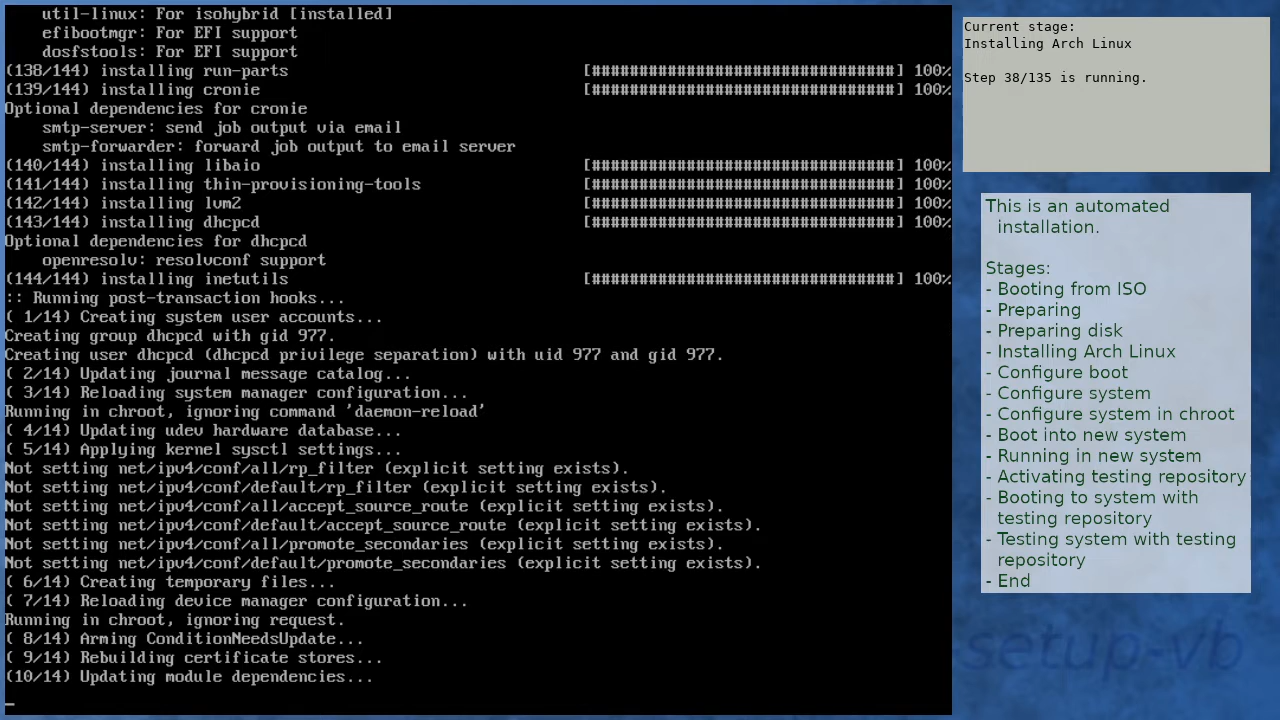 util-linux: For isohybrid [installed]
efibootmgr: For EFI support
dosfstools: For EFI support
(138/144) installing run-parts [################################] 100%
(139/144) installing cronie [################################] 100%
Optional dependencies for cronie
smtp-server: send job output via email
smtp-forwarder: forward job output to email server
(140/144) installing libaio [################################] 100%
(141/144) installing thin-provisioning-tools [################################] 100%
(142/144) installing lvm2 [################################] 100%
(143/144) installing dhcpcd [################################] 100%
Optional dependencies for dhcpcd
openresolv: resolvconf support
(144/144) installing inetutils [################################] 100%
:: Running post-transaction hooks...
( 1/14) Creating system user accounts...
Creating group dhcpcd with gid 977.
Creating user dhcpcd (dhcpcd privilege separation) with uid 977 and gid 977.
( 2/14) Updating journal message catalog...
( 3/14) Reloading system manager configuration...
Running in chroot, ignoring command 'daemon-reload'
( 4/14) Updating udev hardware database...
( 5/14) Applying kernel sysctl settings...
Not setting net/ipv4/conf/all/rp_filter (explicit setting exists).
Not setting net/ipv4/conf/default/rp_filter (explicit setting exists).
Not setting net/ipv4/conf/all/accept_source_route (explicit setting exists).
Not setting net/ipv4/conf/default/accept_source_route (explicit setting exists).
Not setting net/ipv4/conf/all/promote_secondaries (explicit setting exists).
Not setting net/ipv4/conf/default/promote_secondaries (explicit setting exists).
( 6/14) Creating temporary files...
( 7/14) Reloading device manager configuration...
Running in chroot, ignoring request.
( 8/14) Arming ConditionNeedsUpdate...
( 9/14) Rebuilding certificate stores...
(10/14) Updating module dependencies...
Current stage:
Installing Arch Linux
Step 38/135 is running.
This is an automated
installation.
Stages:
- Booting from ISO
- Preparing
- Preparing disk
- Installing Arch Linux
- Configure boot
- Configure system
- Configure system in chroot
- Boot into new system
- Running in new system
- Activating testing repository
- Booting to system with
testing repository
- Testing system with testing
repository
- End
setup-vb